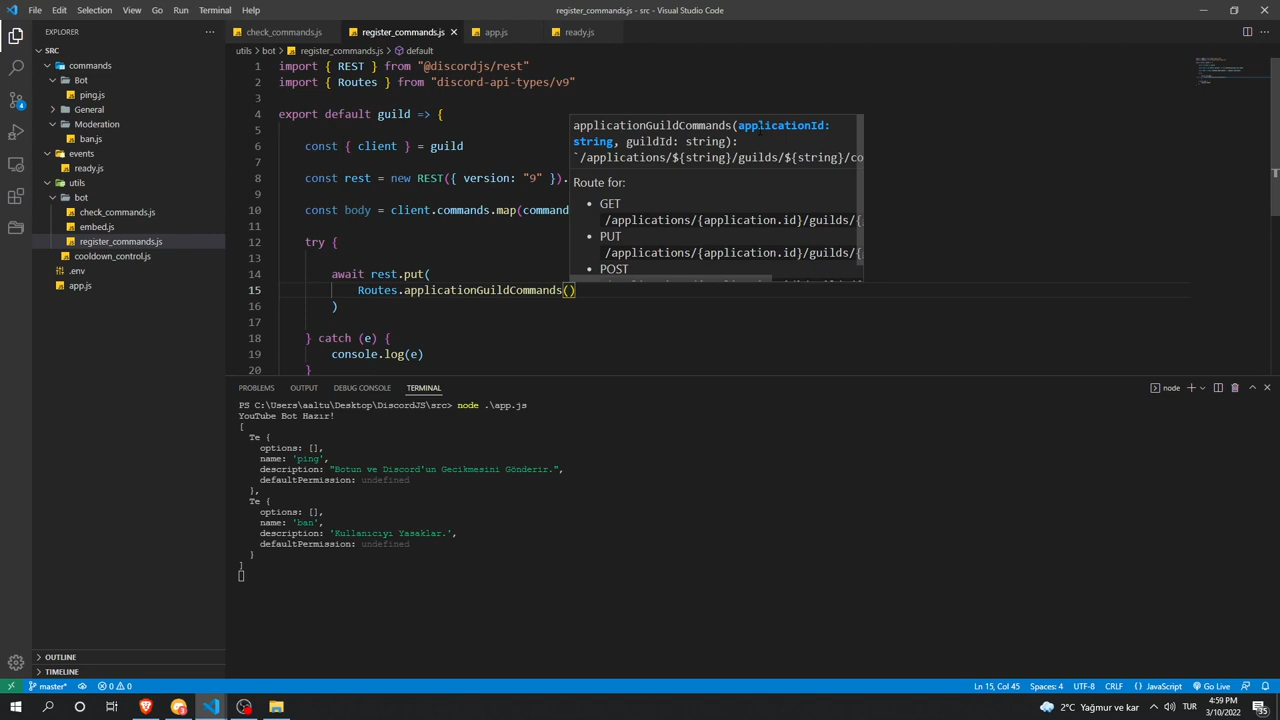 File Edit Selection View Go Run Terminal Help
register_commands.js - src - Visual Studio Code
EXPLORER
SRC
commands
Bot
ping.js
General
Moderation
ban.js
events
ready.js
utils
bot
check_commands.js
embed.js
register_commands.js
cooldown_control.js
.env
app.js
OUTLINE
TIMELINE
check_commands.js register_commands.js app.js ready.js
utils bot register_commands.js default
1 import { REST } from "@discordjs/rest"
2 import { Routes } from "discord-api-types/v9"
3
4 export default guild => {
5
6 const { client } = guild
7
8 const rest = new REST({ version: "9" }).
9
10 const body = client.commands.map(command
11
12 try {
13
14 await rest.put(
15 Routes.applicationGuildCommands()
16 )
17
18 } catch (e) {
19 console.log(e)
20 }
applicationGuildCommands(applicationId:
string, guildId: string):
`/applications/${string}/guilds/${string}/co
Route for:
GET
/applications/{application.id}/guilds/{
PUT
/applications/{application.id}/guilds/{
POST
PROBLEMS OUTPUT DEBUG CONSOLE TERMINAL
node
PS C:\Users\aaltu\Desktop\DiscordJS\src> node .\app.js
YouTube Bot Hazır!
[
Te {
options: [],
name: 'ping',
description: "Botun ve Discord'un Gecikmesini Gönderir.",
defaultPermission: undefined
},
Te {
options: [],
name: 'ban',
description: 'Kullanıcıyı Yasaklar.',
defaultPermission: undefined
}
]
master* 0 0
Ln 15, Col 45 Spaces: 4 UTF-8 CRLF { } JavaScript Go Live
4
2°C Yağmur ve kar TUR 4:59 PM
3/10/2022
35